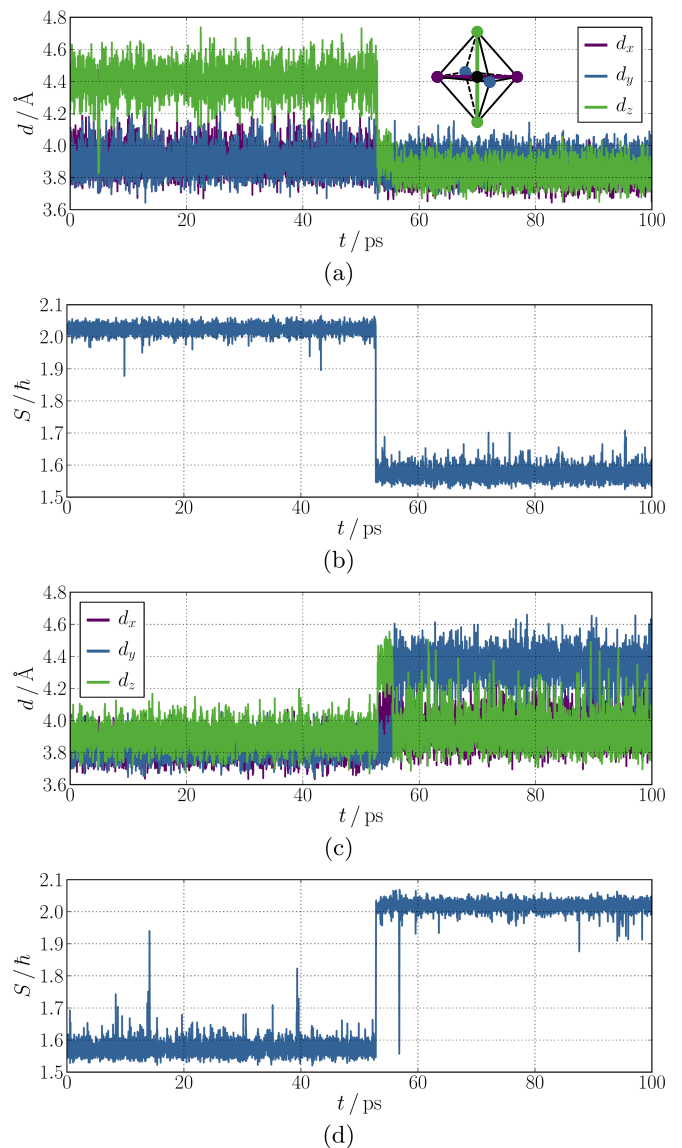 4.8
4.6
4.4
4.2
4.0
3.8
3.6
d / Å
d_x
d_y
d_z
0 20 40 60 80 100
t / ps
(a)
2.1
2.0
1.9
1.8
1.7
1.6
1.5
S / ħ
0 20 40 60 80 100
t / ps
(b)
4.8
4.6
4.4
4.2
4.0
3.8
3.6
d / Å
d_x
d_y
d_z
0 20 40 60 80 100
t / ps
(c)
2.1
2.0
1.9
1.8
1.7
1.6
1.5
S / ħ
0 20 40 60 80 100
t / ps
(d)